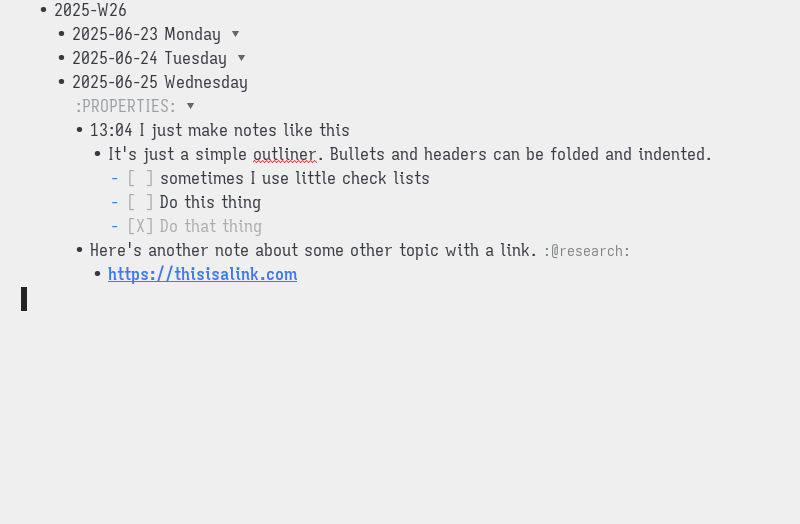 • 2025-W26
• 2025-06-23 Monday ▼
• 2025-06-24 Tuesday ▼
• 2025-06-25 Wednesday
:PROPERTIES: ▼
• 13:04 I just make notes like this
• It's just a simple outliner. Bullets and headers can be folded and indented.
- [ ] sometimes I use little check lists
- [ ] Do this thing
- [X] Do that thing
• Here's another note about some other topic with a link. :@research:
• https://thisisalink.com